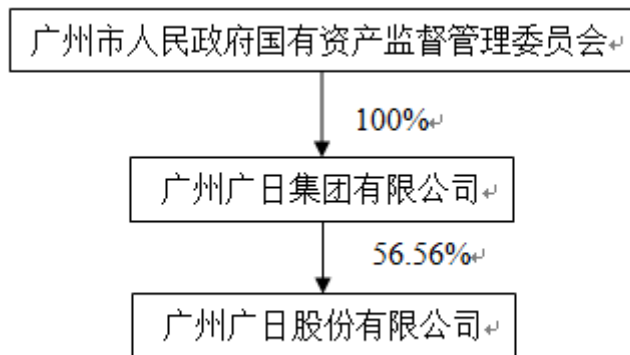 广州市人民政府国有资产监督管理委员会
100%
广州广日集团有限公司
56.56%
广州广日股份有限公司